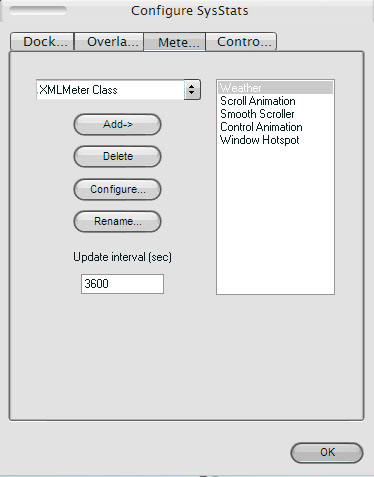 Configure SysStats
Dock... Overla... Mete... Contro...
XMLMeter Class
Add->
Delete
Configure...
Rename...
Update interval (sec)
3600
Weather
Scroll Animation
Smooth Scroller
Control Animation
Window Hotspot
OK